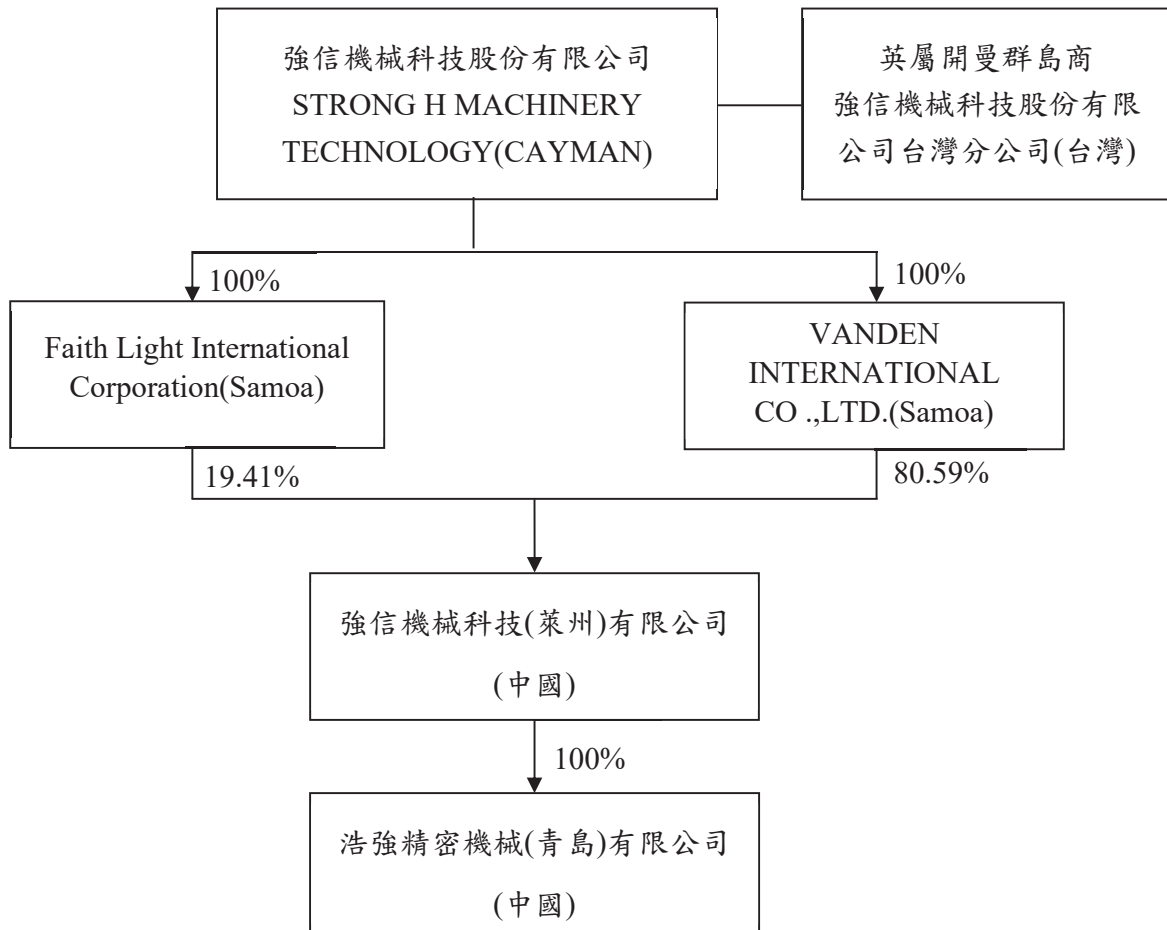 強信機械科技股份有限公司
STRONG H MACHINERY
TECHNOLOGY(CAYMAN)
英屬開曼群島商
強信機械科技股份有限
公司台灣分公司(台灣)
100%
100%
Faith Light International
Corporation(Samoa)
VANDEN
INTERNATIONAL
CO .,LTD.(Samoa)
19.41%
80.59%
強信機械科技(萊州)有限公司
(中國)
100%
浩強精密機械(青島)有限公司
(中國)